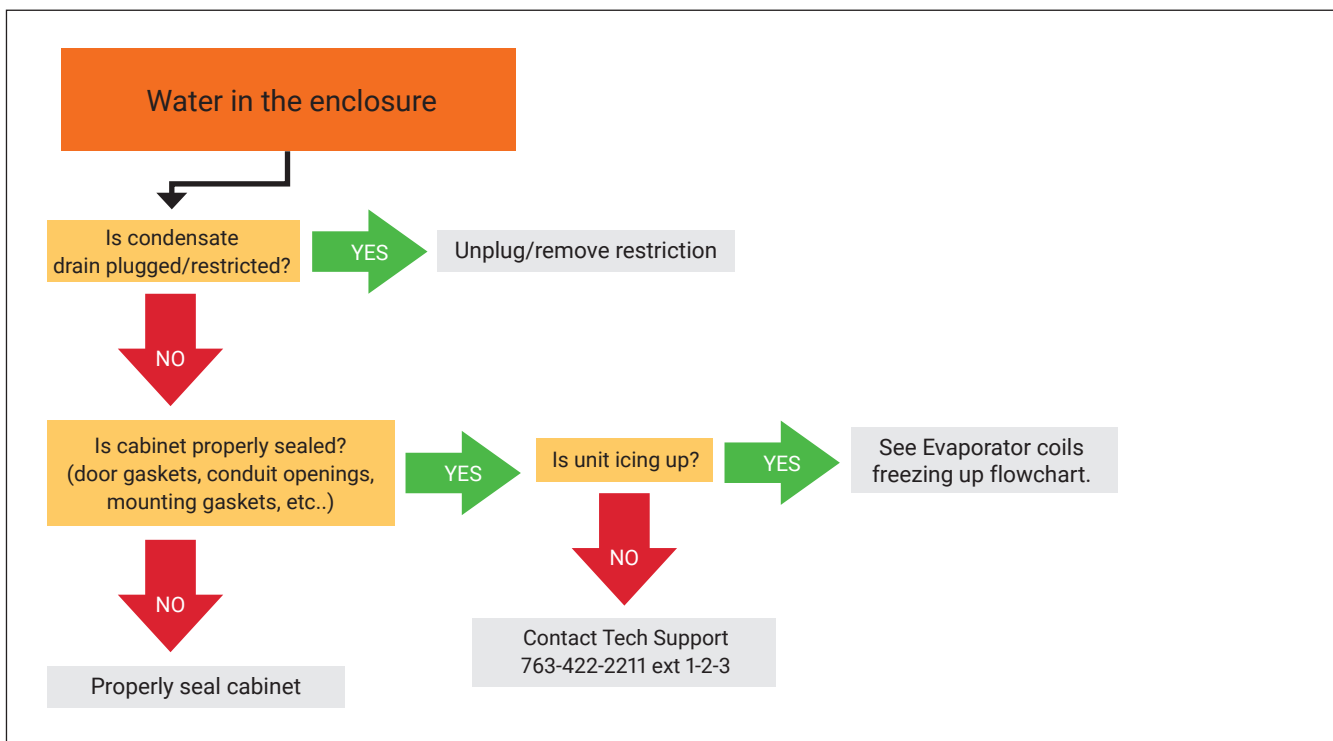 Water in the enclosure
Is condensate
drain plugged/restricted?
YES
Unplug/remove restriction
NO
Is cabinet properly sealed?
(door gaskets, conduit openings,
mounting gaskets, etc..)
YES
Is unit icing up?
YES
See Evaporator coils
freezing up flowchart.
NO
NO
Contact Tech Support
763-422-2211 ext 1-2-3
Properly seal cabinet